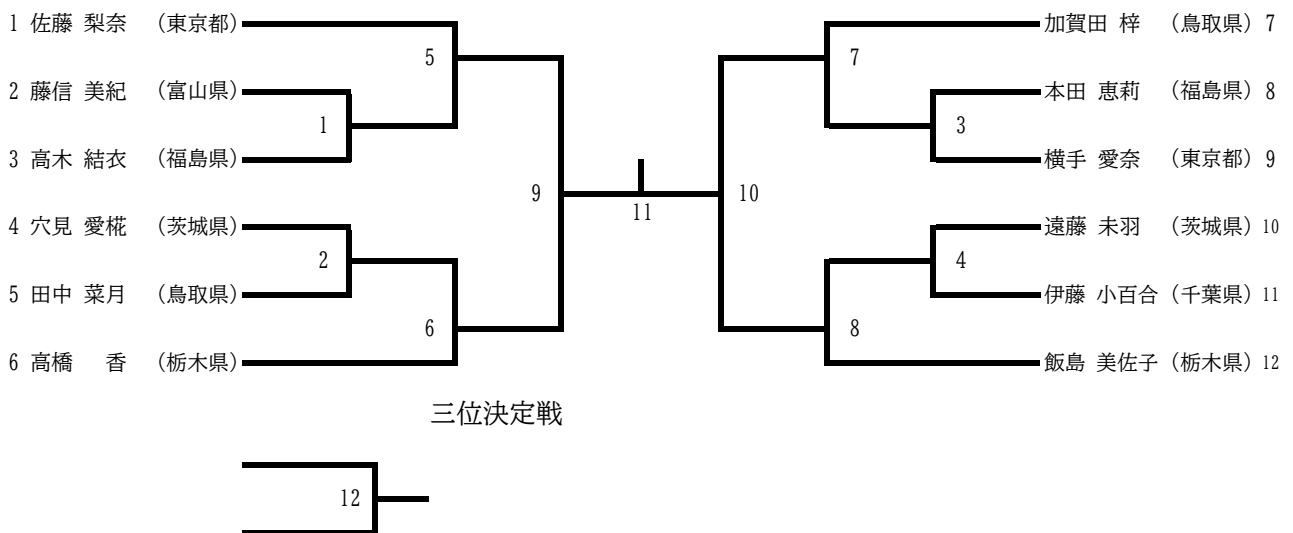 1 佐藤 梨奈 （東京都）
5
2 藤信 美紀 （富山県）
1
3 高木 結衣 （福島県）
9
4 穴見 愛椛 （茨城県）
2
5 田中 菜月 （鳥取県）
6
6 高橋 香 （栃木県）
11
加賀田 梓 （鳥取県） 7
7
本田 恵莉 （福島県） 8
3
横手 愛奈 （東京都） 9
10
遠藤 未羽 （茨城県） 10
4
伊藤 小百合 （千葉県） 11
8
飯島 美佐子 （栃木県） 12
三位決定戦
12